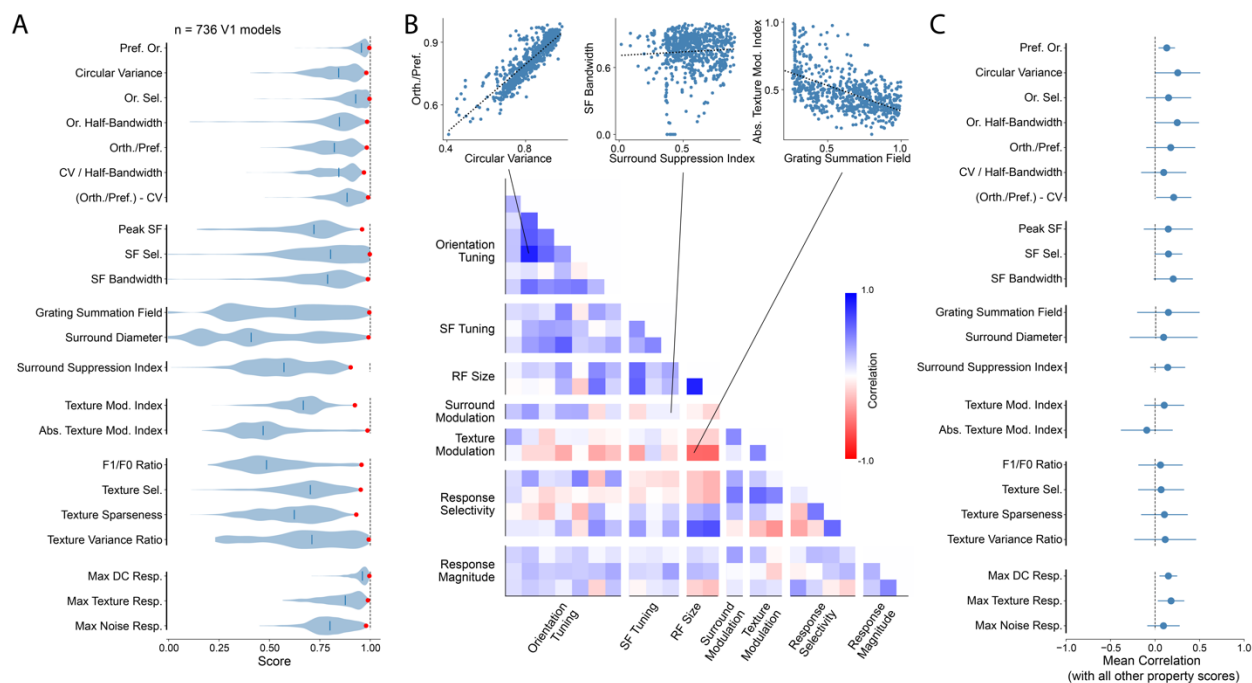 A
n = 736 V1 models
Pref. Or.
Circular Variance
Or. Sel.
Or. Half-Bandwidth
Orth./Pref.
CV / Half-Bandwidth
(Orth./Pref.) - CV
Peak SF
SF Sel.
SF Bandwidth
Grating Summation Field
Surround Diameter
Surround Suppression Index
Texture Mod. Index
Abs. Texture Mod. Index
F1/F0 Ratio
Texture Sel.
Texture Sparseness
Texture Variance Ratio
Max DC Resp.
Max Texture Resp.
Max Noise Resp.
0.00
0.25
0.50
0.75
1.00
Score
B
Orth./Pref.
0.9
0.6
0.4
0.8
Circular Variance
SF Bandwidth
0.6
0.0
0.5
Surround Suppression Index
Abs. Texture Mod. Index
1.0
0.5
0.5
1.0
Grating Summation Field
Orientation
Tuning
SF Tuning
RF Size
Surround
Modulation
Texture
Modulation
Response
Selectivity
Response
Magnitude
1.0
Correlation
-1.0
Orientation
Tuning
SF Tuning
RF Size
Surround
Modulation
Texture
Modulation
Response
Selectivity
Response
Magnitude
C
Pref. Or.
Circular Variance
Or. Sel.
Or. Half-Bandwidth
Orth./Pref.
CV / Half-Bandwidth
(Orth./Pref.) - CV
Peak SF
SF Sel.
SF Bandwidth
Grating Summation Field
Surround Diameter
Surround Suppression Index
Texture Mod. Index
Abs. Texture Mod. Index
F1/F0 Ratio
Texture Sel.
Texture Sparseness
Texture Variance Ratio
Max DC Resp.
Max Texture Resp.
Max Noise Resp.
−1.0
−0.5
0.0
0.5
1.0
Mean Correlation
(with all other property scores)